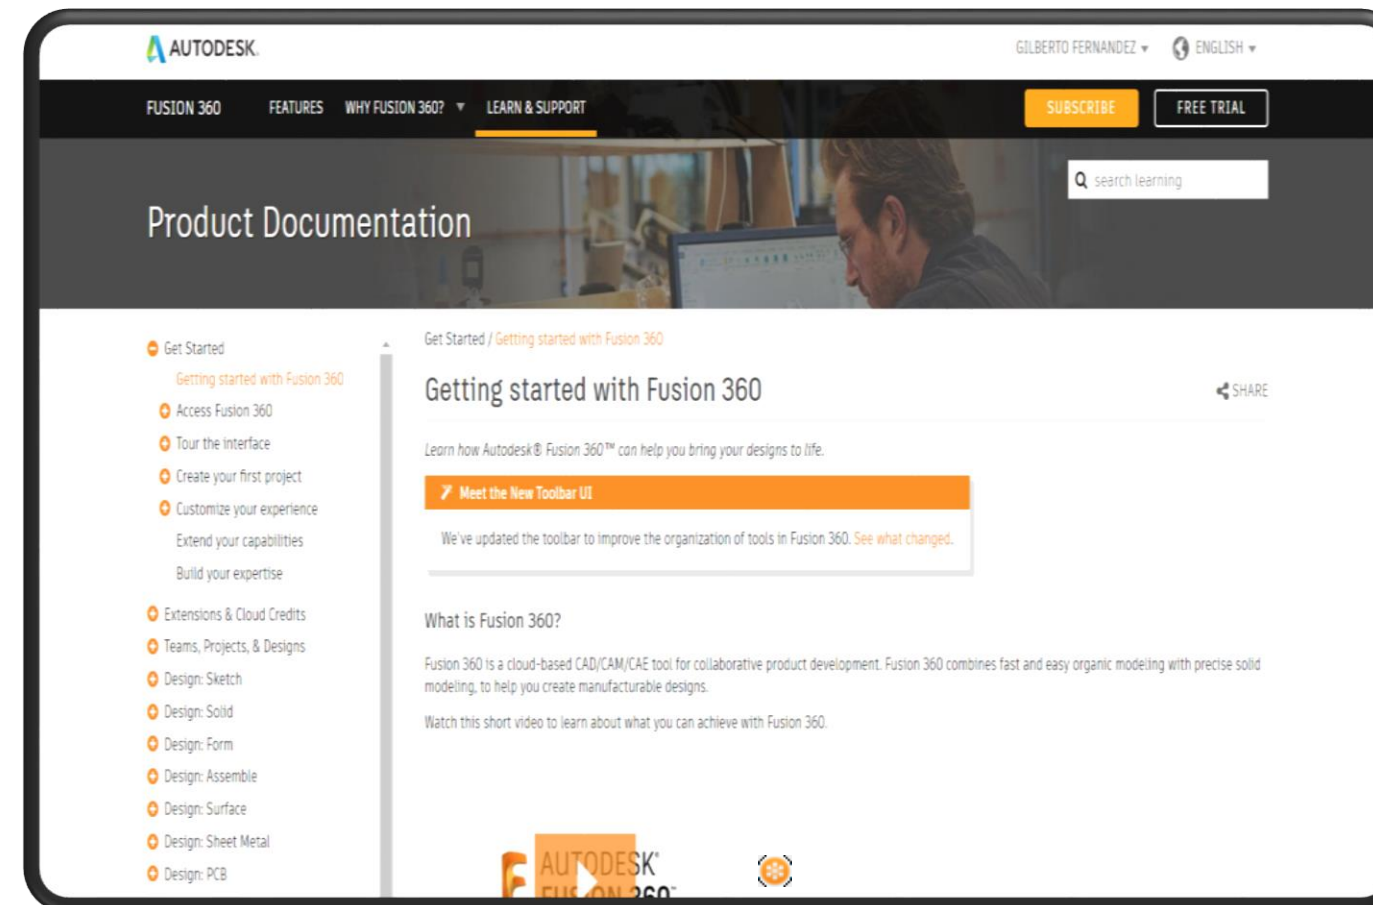 AUTODESK.
GILBERTO FERNANDEZ
ENGLISH
FUSION 360
FEATURES
WHY FUSION 360?
LEARN & SUPPORT
SUBSCRIBE
FREE TRIAL
search learning
Product Documentation
Get Started
Getting started with Fusion 360
Access Fusion 360
Tour the interface
Create your first project
Customize your experience
Extend your capabilities
Build your expertise
Extensions & Cloud Credits
Teams, Projects, & Designs
Design: Sketch
Design: Solid
Design: Form
Design: Assemble
Design: Surface
Design: Sheet Metal
Design: PCB
Get Started / Getting started with Fusion 360
Getting started with Fusion 360
SHARE
Learn how Autodesk® Fusion 360™ can help you bring your designs to life.
Meet the New Toolbar UI
We've updated the toolbar to improve the organization of tools in Fusion 360. See what changed.
What is Fusion 360?
Fusion 360 is a cloud-based CAD/CAM/CAE tool for collaborative product development. Fusion 360 combines fast and easy organic modeling with precise solid
modeling, to help you create manufacturable designs.
Watch this short video to learn about what you can achieve with Fusion 360.
AUTODESK®
FUSION 360™